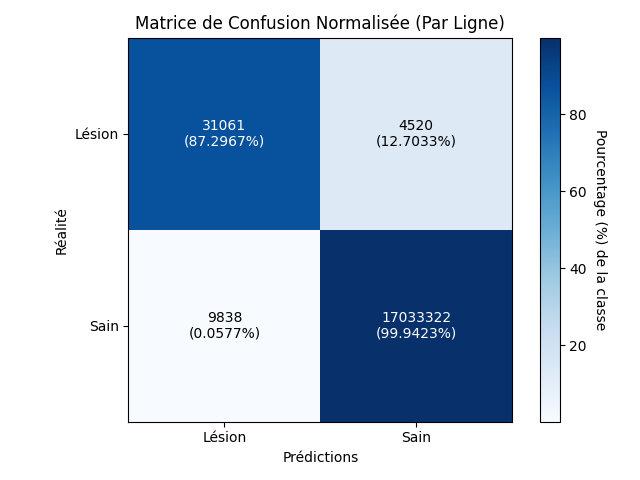 Matrice de Confusion Normalisée (Par Ligne)
Réalité
Lésion
31061
(87.2967%)
4520
(12.7033%)
Sain
9838
(0.0577%)
17033322
(99.9423%)
Lésion
Sain
Prédictions
80
60
40
20
Pourcentage (%) de la classe